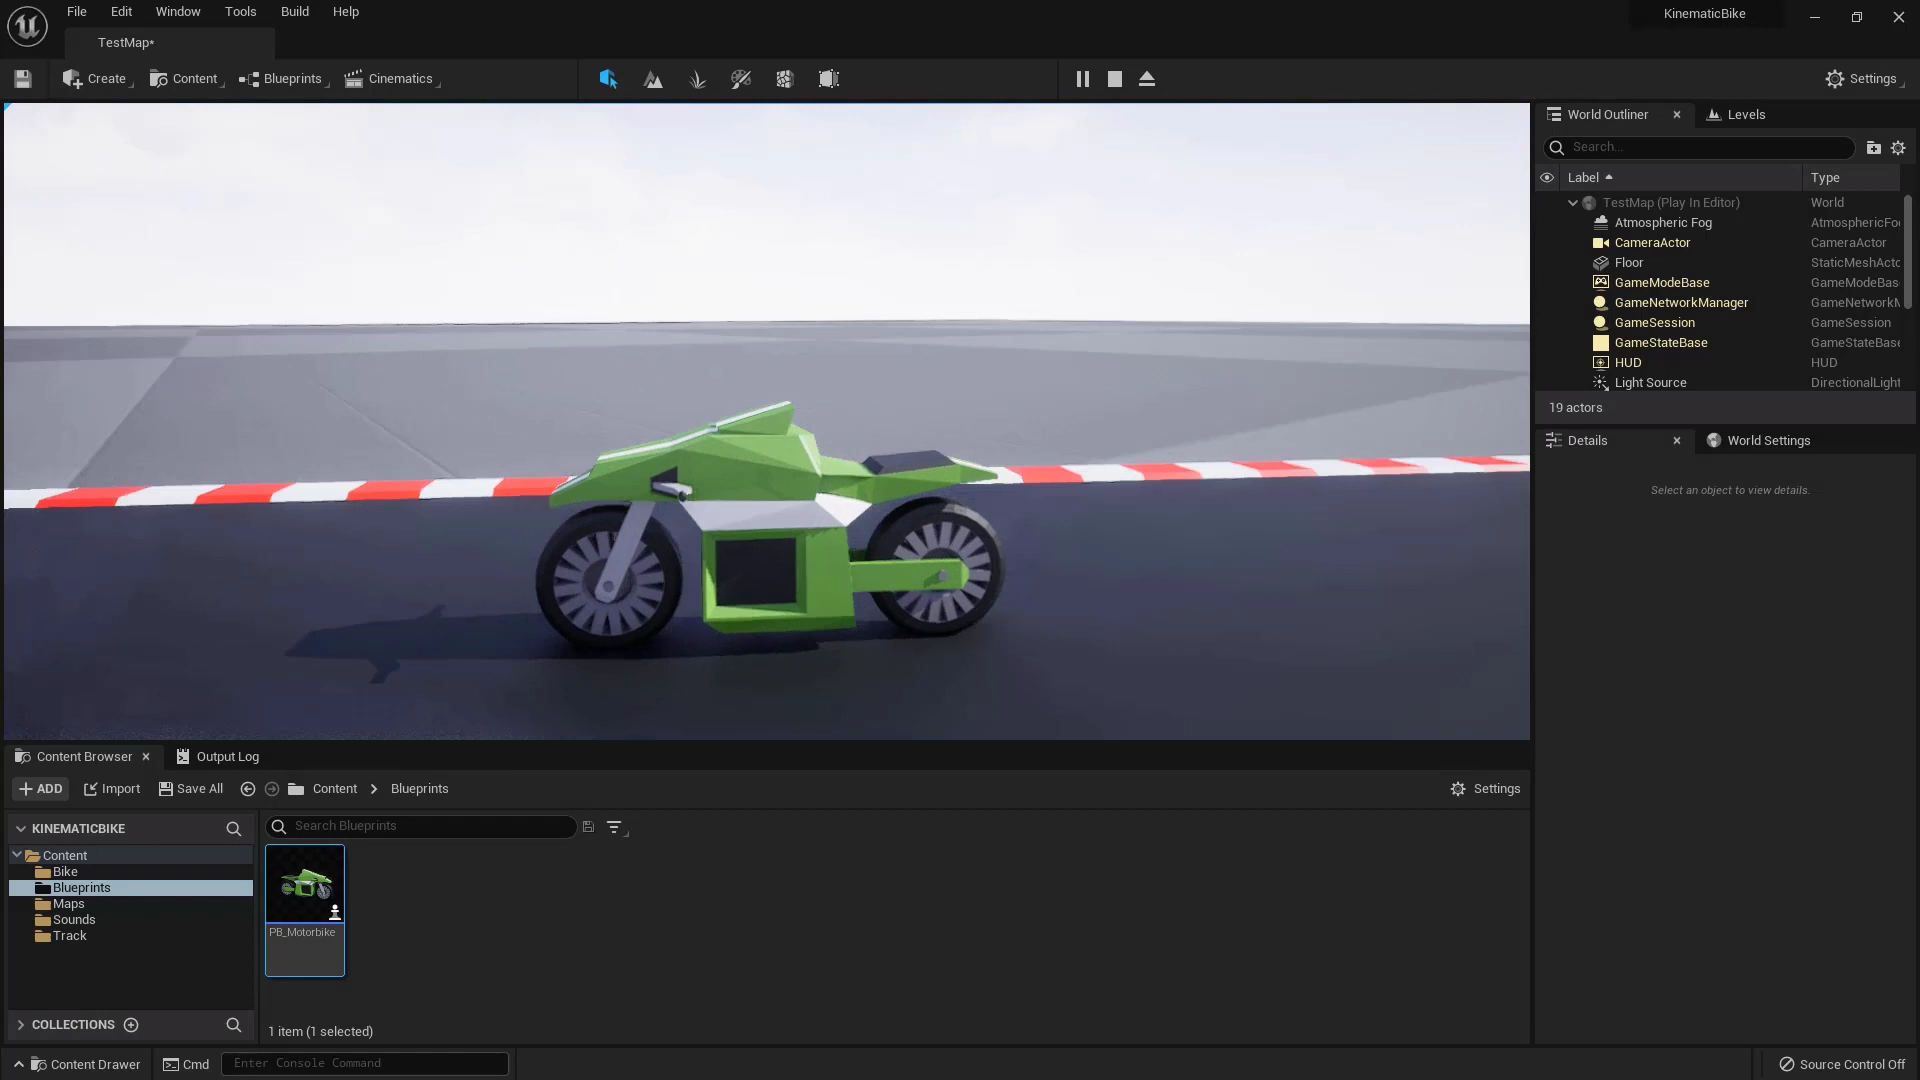 File Edit Window Tools Build Help
KinematicBike
TestMap*
Create Content Blueprints Cinematics
Settings
World Outliner Levels
Search...
Label Type
TestMap (Play In Editor) World
Atmospheric Fog AtmosphericFo
CameraActor CameraActor
Floor StaticMeshActo
GameModeBase GameModeBas
GameNetworkManager GameNetworkM
GameSession GameSession
GameStateBase GameStateBase
HUD HUD
Light Source DirectionalLight
19 actors
Details World Settings
Select an object to view details.
Content Browser Output Log
ADD Import Save All Content Blueprints Settings
KINEMATICBIKE
Search Blueprints
Content
Bike
Blueprints
Maps
Sounds
Track
PB_Motorbike
COLLECTIONS
1 item (1 selected)
Content Drawer Cmd Enter Console Command Source Control Off